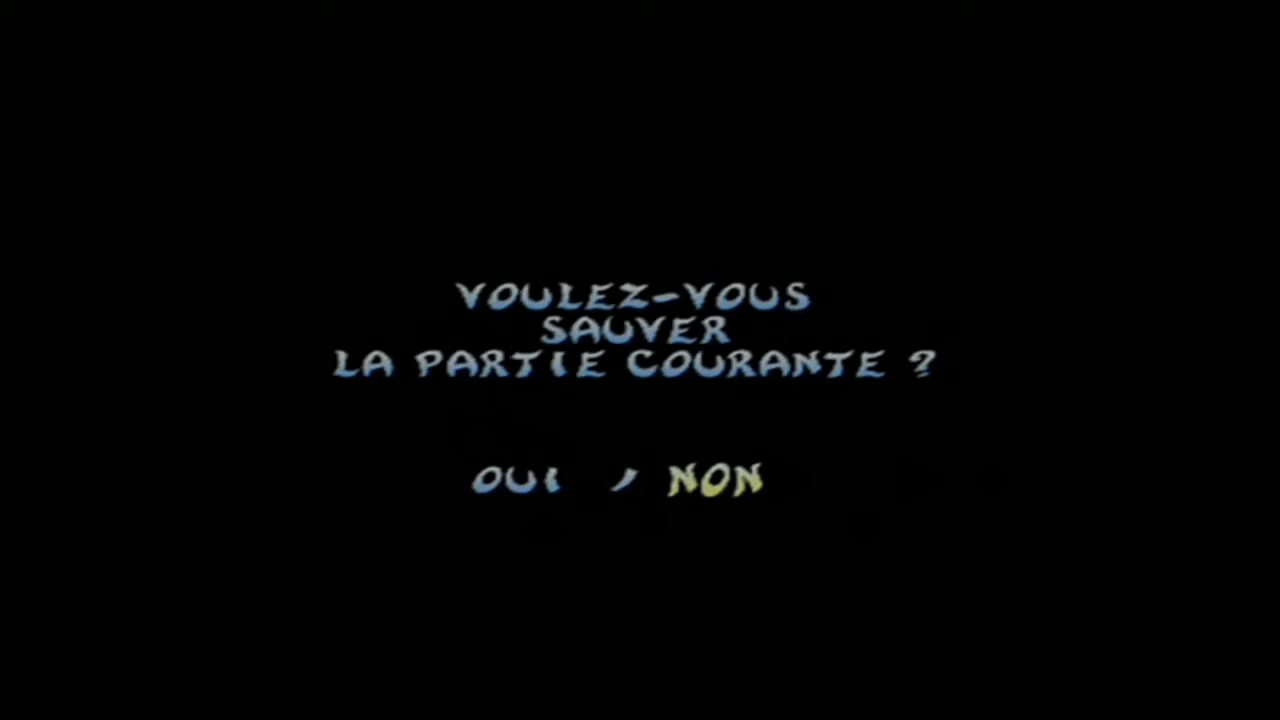 VOULEZ-VOUS
SAUVER
LA PARTIE COURANTE ?
OUI / NON